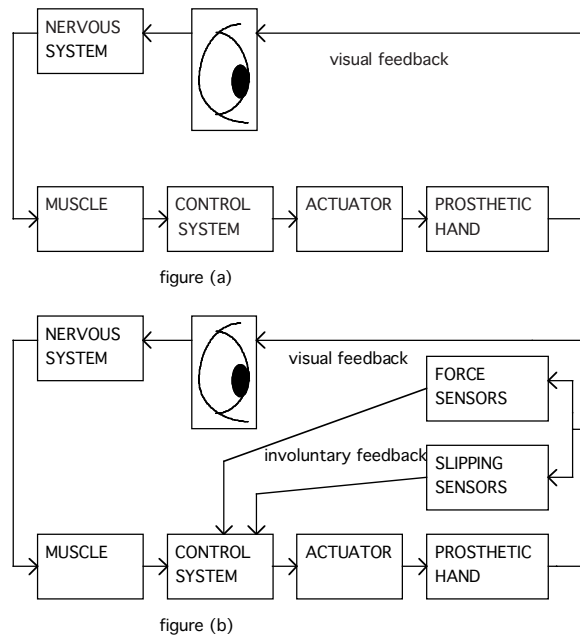 NERVOUS
SYSTEM
visual feedback
MUSCLE
CONTROL
SYSTEM
ACTUATOR
PROSTHETIC
HAND
figure (a)
NERVOUS
SYSTEM
visual feedback
FORCE
SENSORS
involuntary feedback
SLIPPING
SENSORS
MUSCLE
CONTROL
SYSTEM
ACTUATOR
PROSTHETIC
HAND
figure (b)